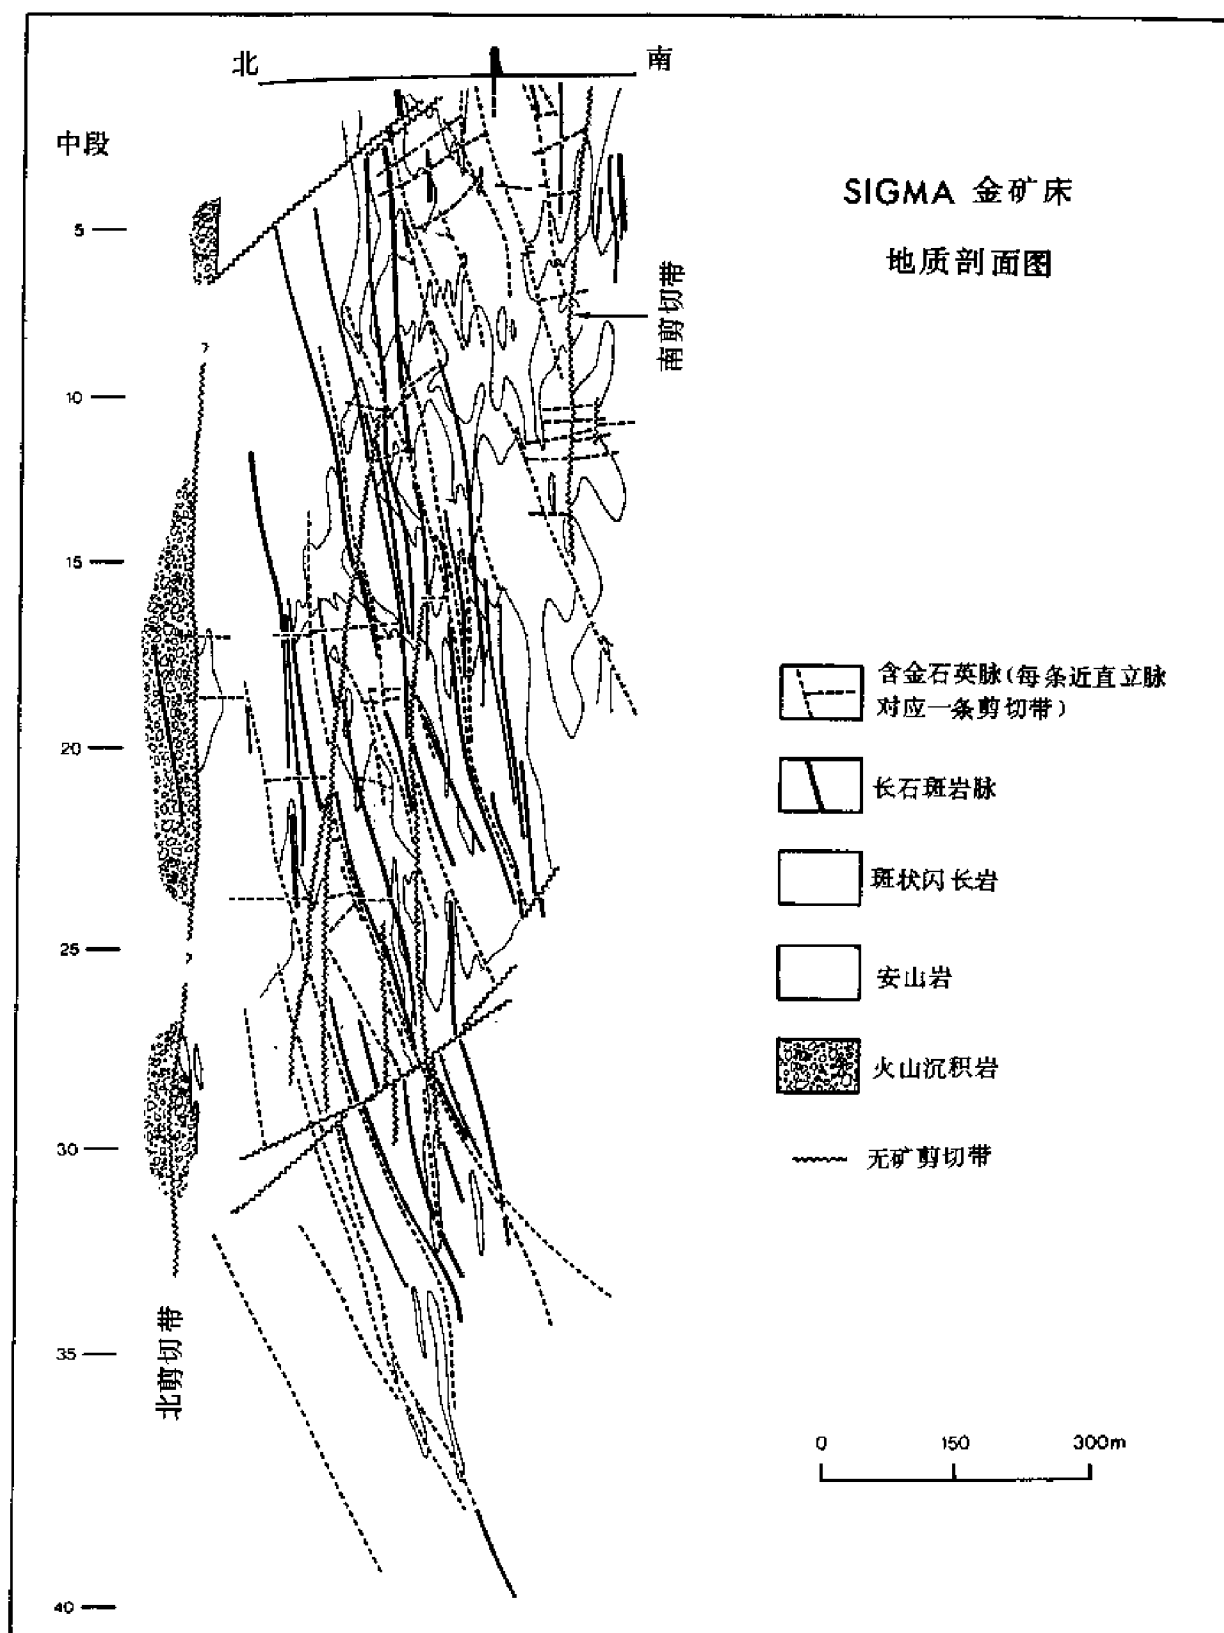 北
南
中段
SIGMA 金矿床
地质剖面图
5
南剪切带
10
15
20
25
30
35
40
北剪切带
含金石英脉(每条近直立脉
对应一条剪切带)
长石斑岩脉
斑状闪长岩
安山岩
火山沉积岩
无矿剪切带
0 150 300m